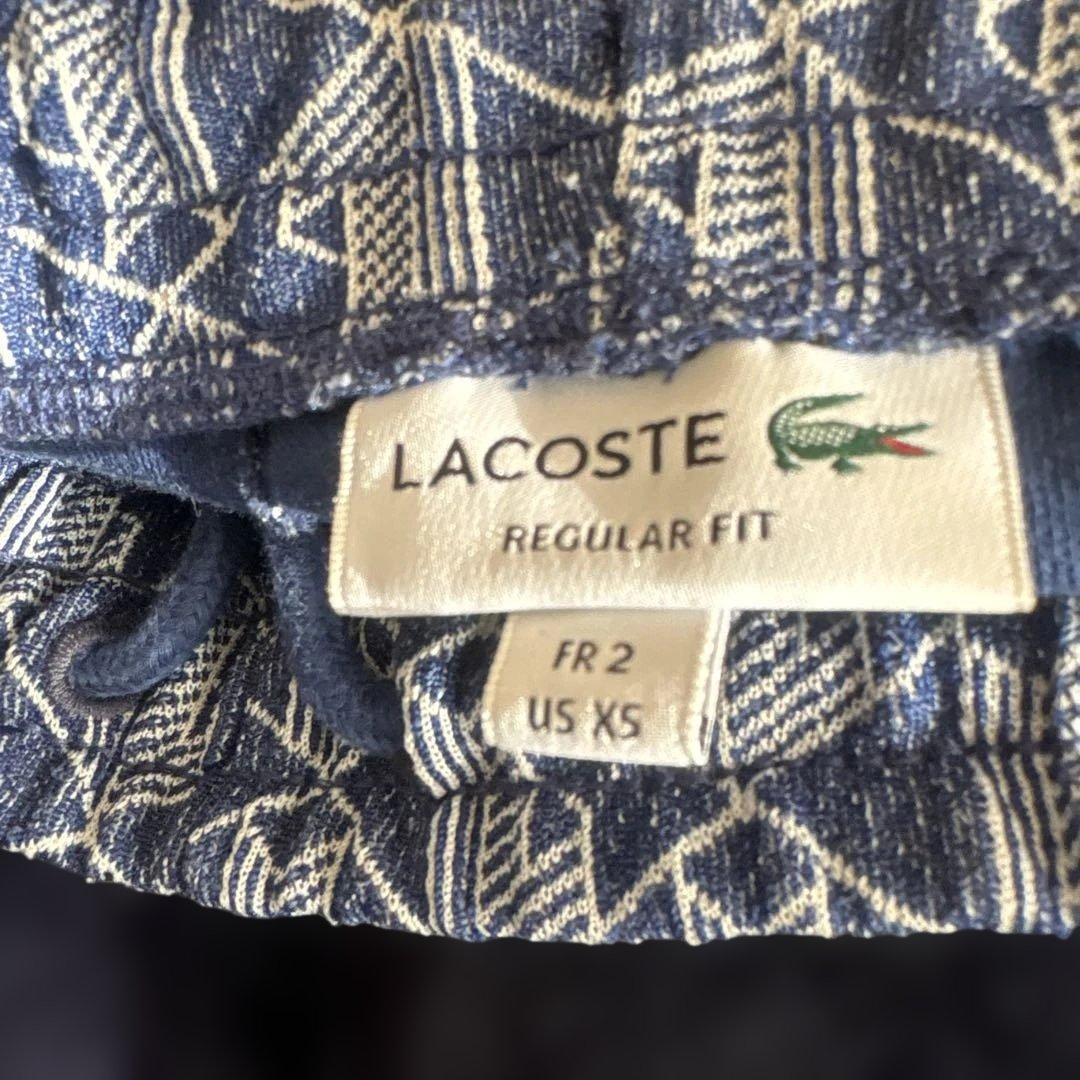 LACOSTE
REGULAR FIT
FR 2
US XS